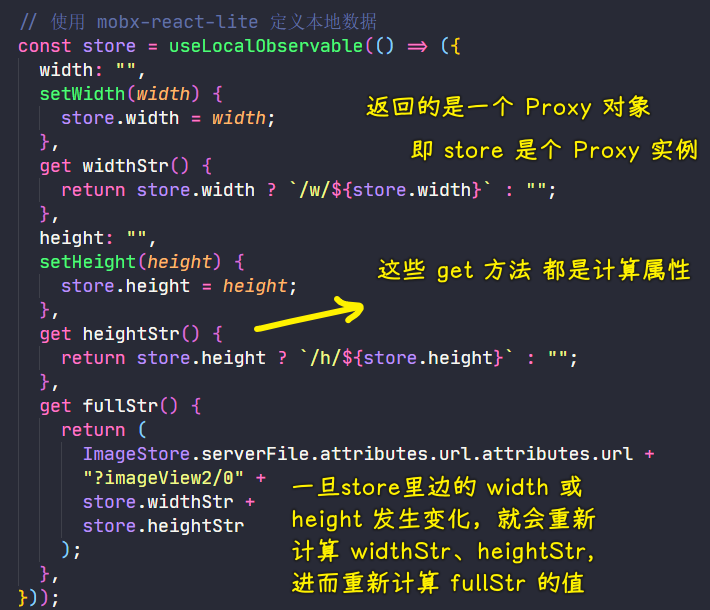 // 使用 mobx-react-lite 定义本地数据
const store = useLocalObservable(() => ({
  width: "",
  setWidth(width) {
    store.width = width;
  },
  get widthStr() {
    return store.width ? `/w/${store.width}` : "";
  },
  height: "",
  setHeight(height) {
    store.height = height;
  },
  get heightStr() {
    return store.height ? `/h/${store.height}` : "";
  },
  get fullStr() {
    return (
      ImageStore.serverFile.attributes.url.attributes.url +
      "?imageView2/0" +
      store.widthStr +
      store.heightStr
    );
  },
}));
返回的是一个 Proxy 对象
即 store 是个 Proxy 实例
这些 get 方法 都是计算属性
一旦store里边的 width 或
height 发生变化，就会重新
计算 widthStr、heightStr,
进而重新计算 fullStr 的值